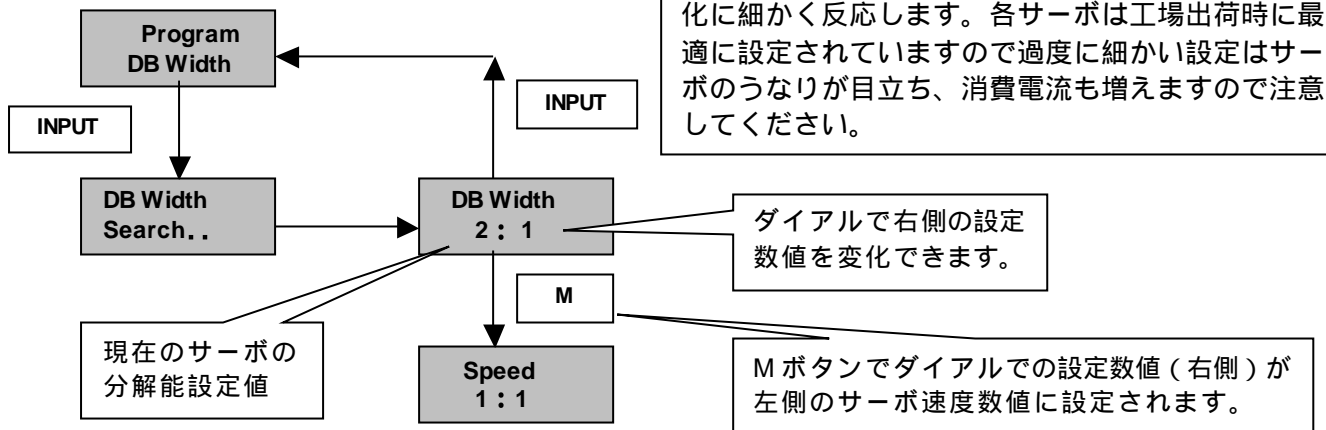 化に細かく反応します。各サーボは工場出荷時に最
適に設定されていますので過度に細かい設定はサー
ボのうなりが目立ち、消費電流も増えますので注意
してください。
Program
DB Width
INPUT
INPUT
DB Width
Search..
DB Width
2：1
ダイアルで右側の設定
数値を変化できます。
M
現在のサーボの
分解能設定値
Speed
1：1
Mボタンでダイアルでの設定数値（右側）が
左側のサーボ速度数値に設定されます。